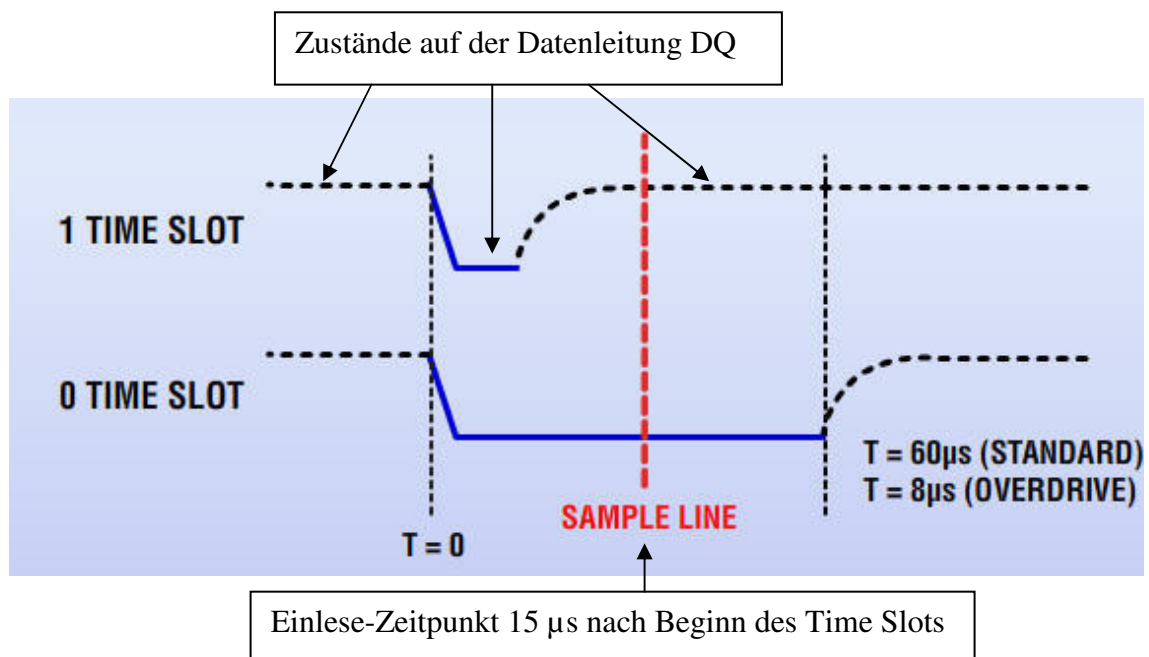 Zustände auf der Datenleitung DQ
1 TIME SLOT
0 TIME SLOT
T = 60µs (STANDARD)
T = 8µs (OVERDRIVE)
SAMPLE LINE
T = 0
Einlese-Zeitpunkt 15 µs nach Beginn des Time Slots